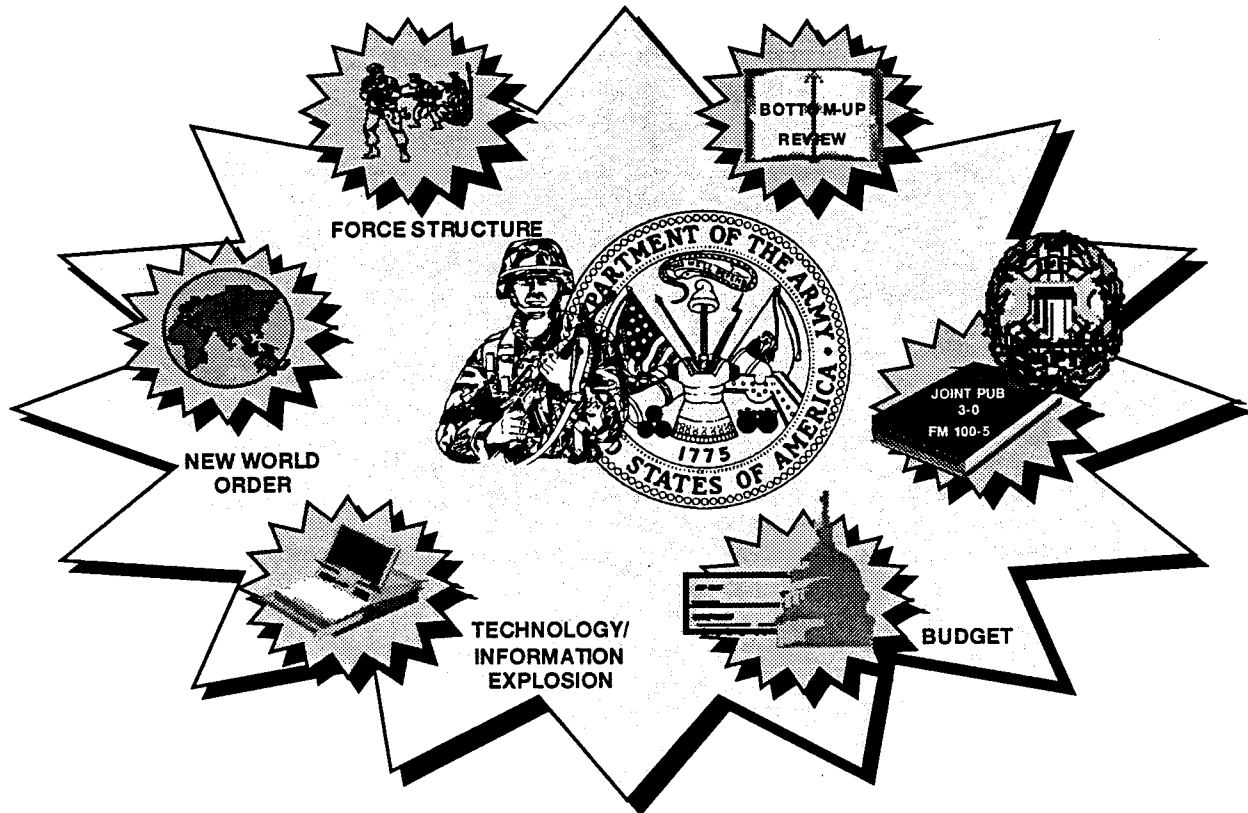 BOTTOM-UP
REVIEW
FORCE STRUCTURE
DEPARTMENT OF THE ARMY
STATES OF AMERICA
1775
JOINT PUB
3-0
FM 100-5
NEW WORLD
ORDER
TECHNOLOGY/
INFORMATION
EXPLOSION
BUDGET